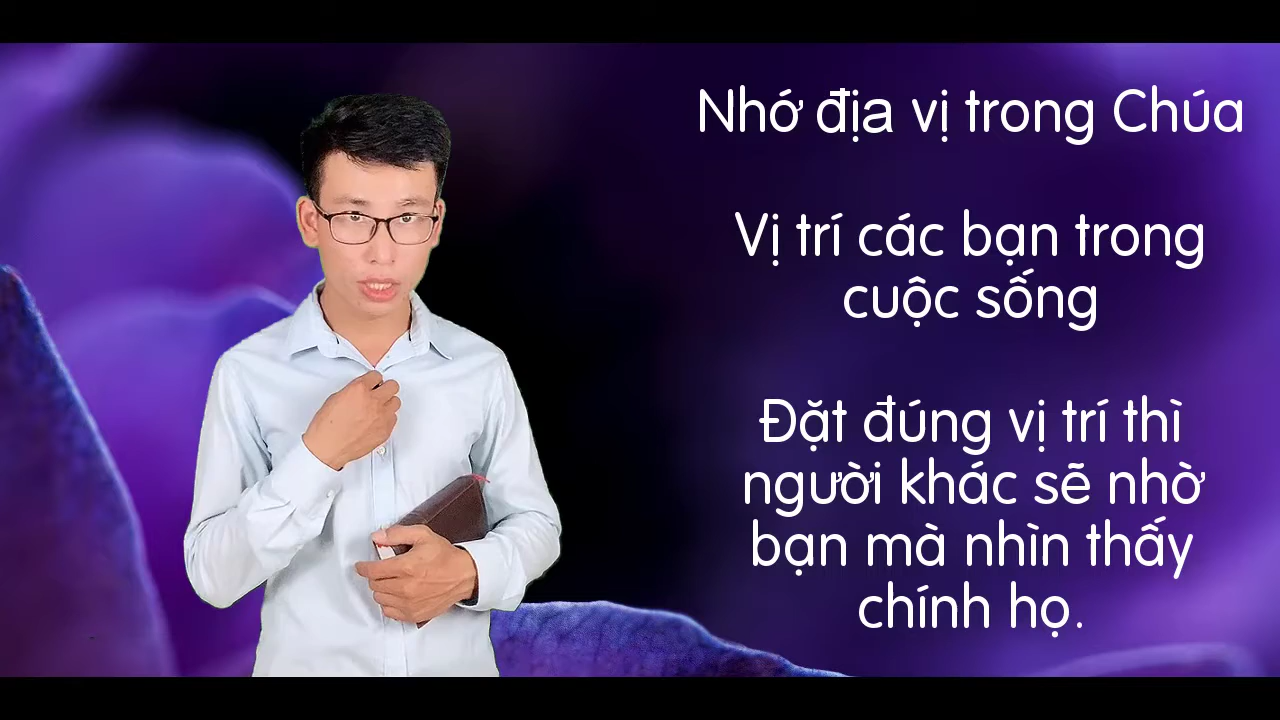 Nhớ địa vị trong Chúa
Vị trí các bạn trong
cuộc sống
Đặt đúng vị trí thì
người khác sẽ nhờ
bạn mà nhìn thấy
chính họ.